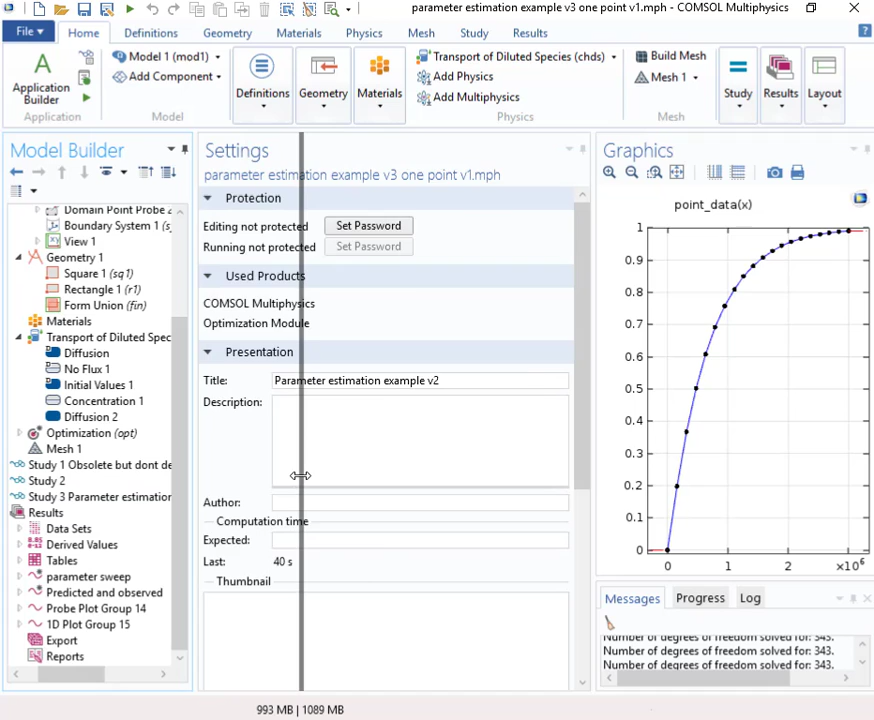 parameter estimation example v3 one point v1.mph - COMSOL Multiphysics
File
Home
Definitions
Geometry
Materials
Physics
Mesh
Study
Results
?
A
Application
Builder
Application
Model 1 (mod1)
Add Component
Model
Definitions
Geometry
Materials
Transport of Diluted Species (chds)
Add Physics
Add Multiphysics
Physics
Build Mesh
Mesh 1
Mesh
Study
Results
Layout
Model Builder
Domain Point Probe
Boundary System 1 (s
View 1
Geometry 1
Square 1 (sq1)
Rectangle 1 (r1)
Form Union (fin)
Materials
Transport of Diluted Spec
Diffusion
No Flux 1
Initial Values 1
Concentration 1
Diffusion 2
Optimization (opt)
Mesh 1
Study 1 Obsolete but dont de
Study 2
Study 3 Parameter estimation
Results
Data Sets
Derived Values
Tables
parameter sweep
Predicted and observed
Probe Plot Group 14
1D Plot Group 15
Export
Reports
Settings
parameter estimation example v3 one point v1.mph
Protection
Editing not protected
Set Password
Running not protected
Set Password
Used Products
COMSOL Multiphysics
Optimization Module
Presentation
Title:
Parameter estimation example v2
Description:
Author:
Computation time
Expected:
Last:
40 s
Thumbnail
Graphics
point_data(x)
1
0.9
0.8
0.7
0.6
0.5
0.4
0.3
0.2
0.1
0
0
1
2
×10⁶
Messages
Progress
Log
Number of degrees of freedom solved for: 343.
Number of degrees of freedom solved for: 343.
Number of degrees of freedom solved for: 343.
993 MB | 1089 MB